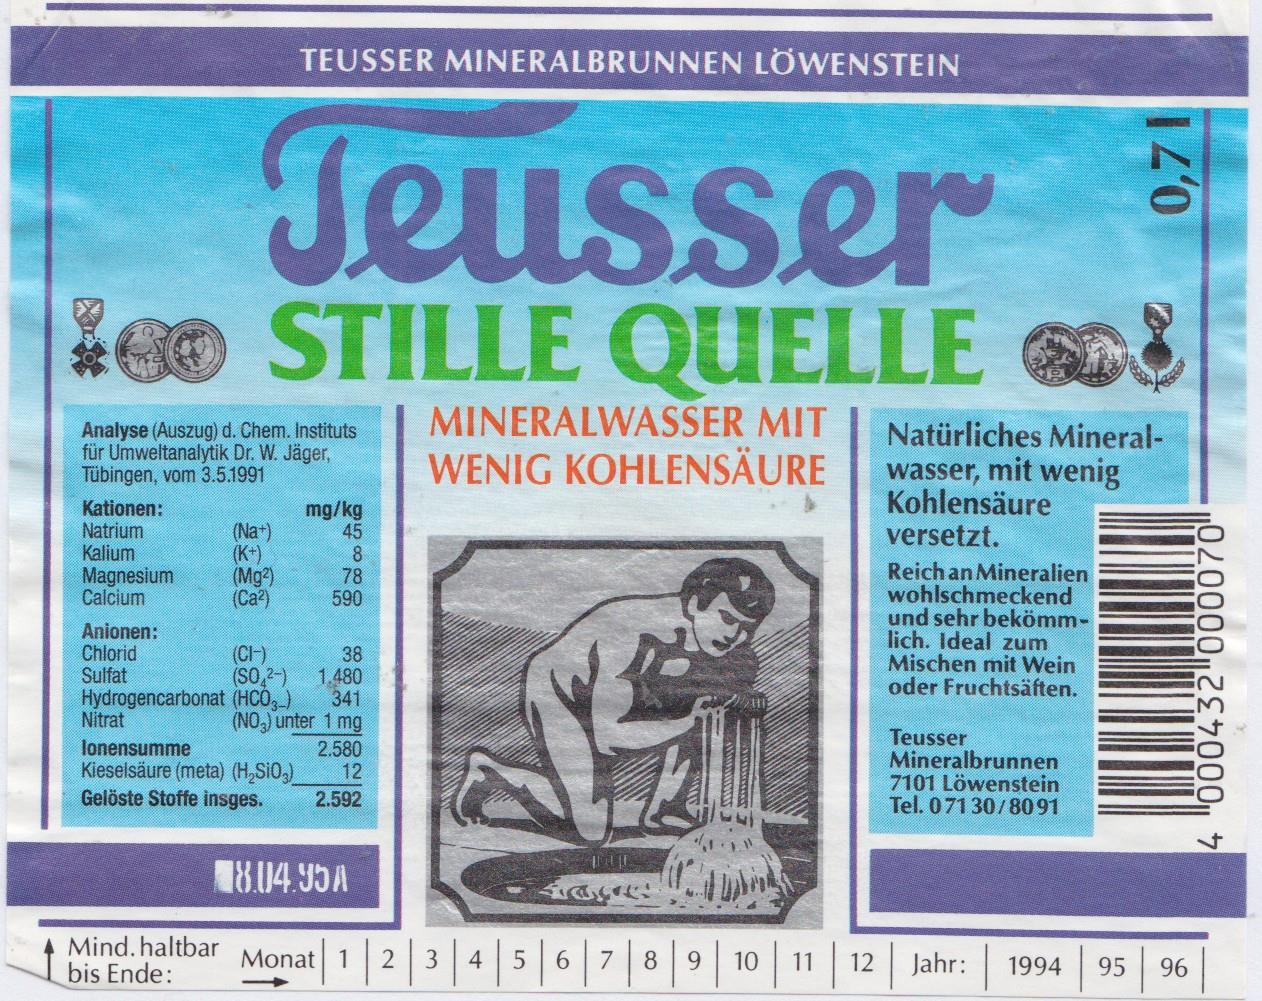 TEUSSER MINERALBRUNNEN LÖWENSTEIN
0,7 l
Teusser
STILLE QUELLE
MINERALWASSER MIT
WENIG KOHLENSÄURE
Analyse (Auszug) d. Chem. Instituts
für Umweltanalytik Dr. W. Jäger,
Tübingen, vom 3.5.1991
Kationen: mg/kg
Natrium (Na+) 45
Kalium (K+) 8
Magnesium (Mg²) 78
Calcium (Ca²) 590
Anionen:
Chlorid (Cl−) 38
Sulfat (SO₄²−) 1.480
Hydrogencarbonat (HCO₃_) 341
Nitrat (NO₃) unter 1 mg
Ionensumme 2.580
Kieselsäure (meta) (H₂SiO₃) 12
Gelöste Stoffe insges. 2.592
Natürliches Mineral-
wasser, mit wenig
Kohlensäure
versetzt.
Reich an Mineralien
wohlschmeckend
und sehr bekömm-
lich. Ideal zum
Mischen mit Wein
oder Fruchtsäften.
Teusser
Mineralbrunnen
7101 Löwenstein
Tel. 07130/8091
4 000432 000070
8.04.95A
Mind. haltbar
bis Ende:
Monat 1 2 3 4 5 6 7 8 9 10 11 12 Jahr: 1994 95 96